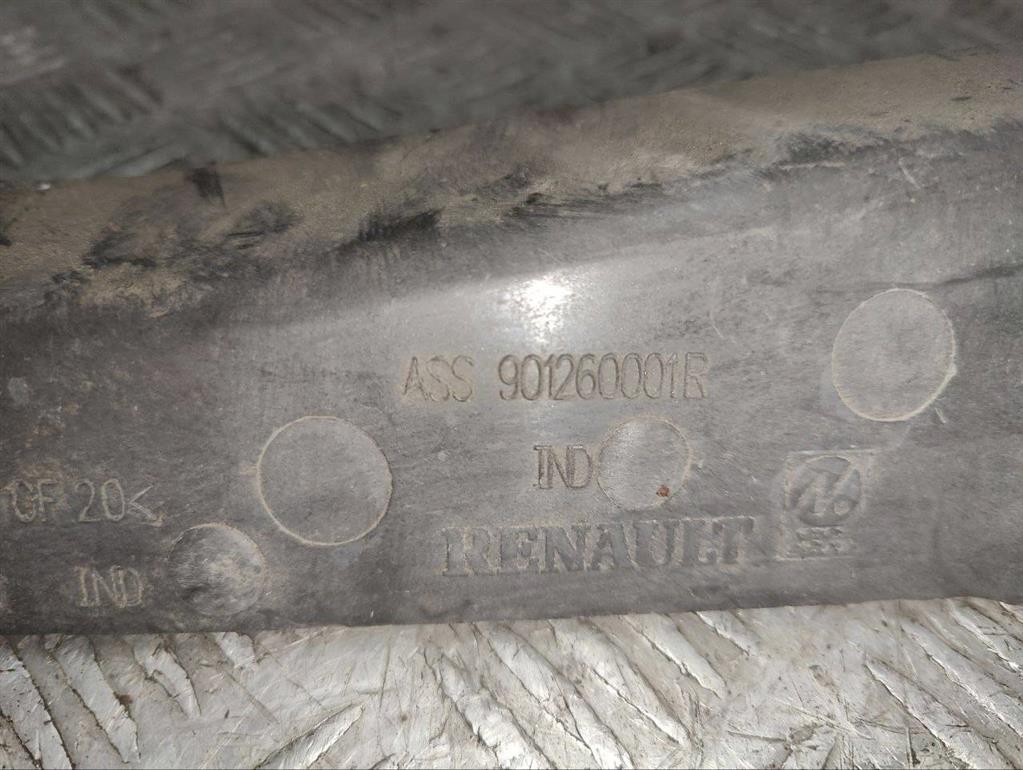 ASS 901260001R
IND
GF 20<
IND
RENAULT